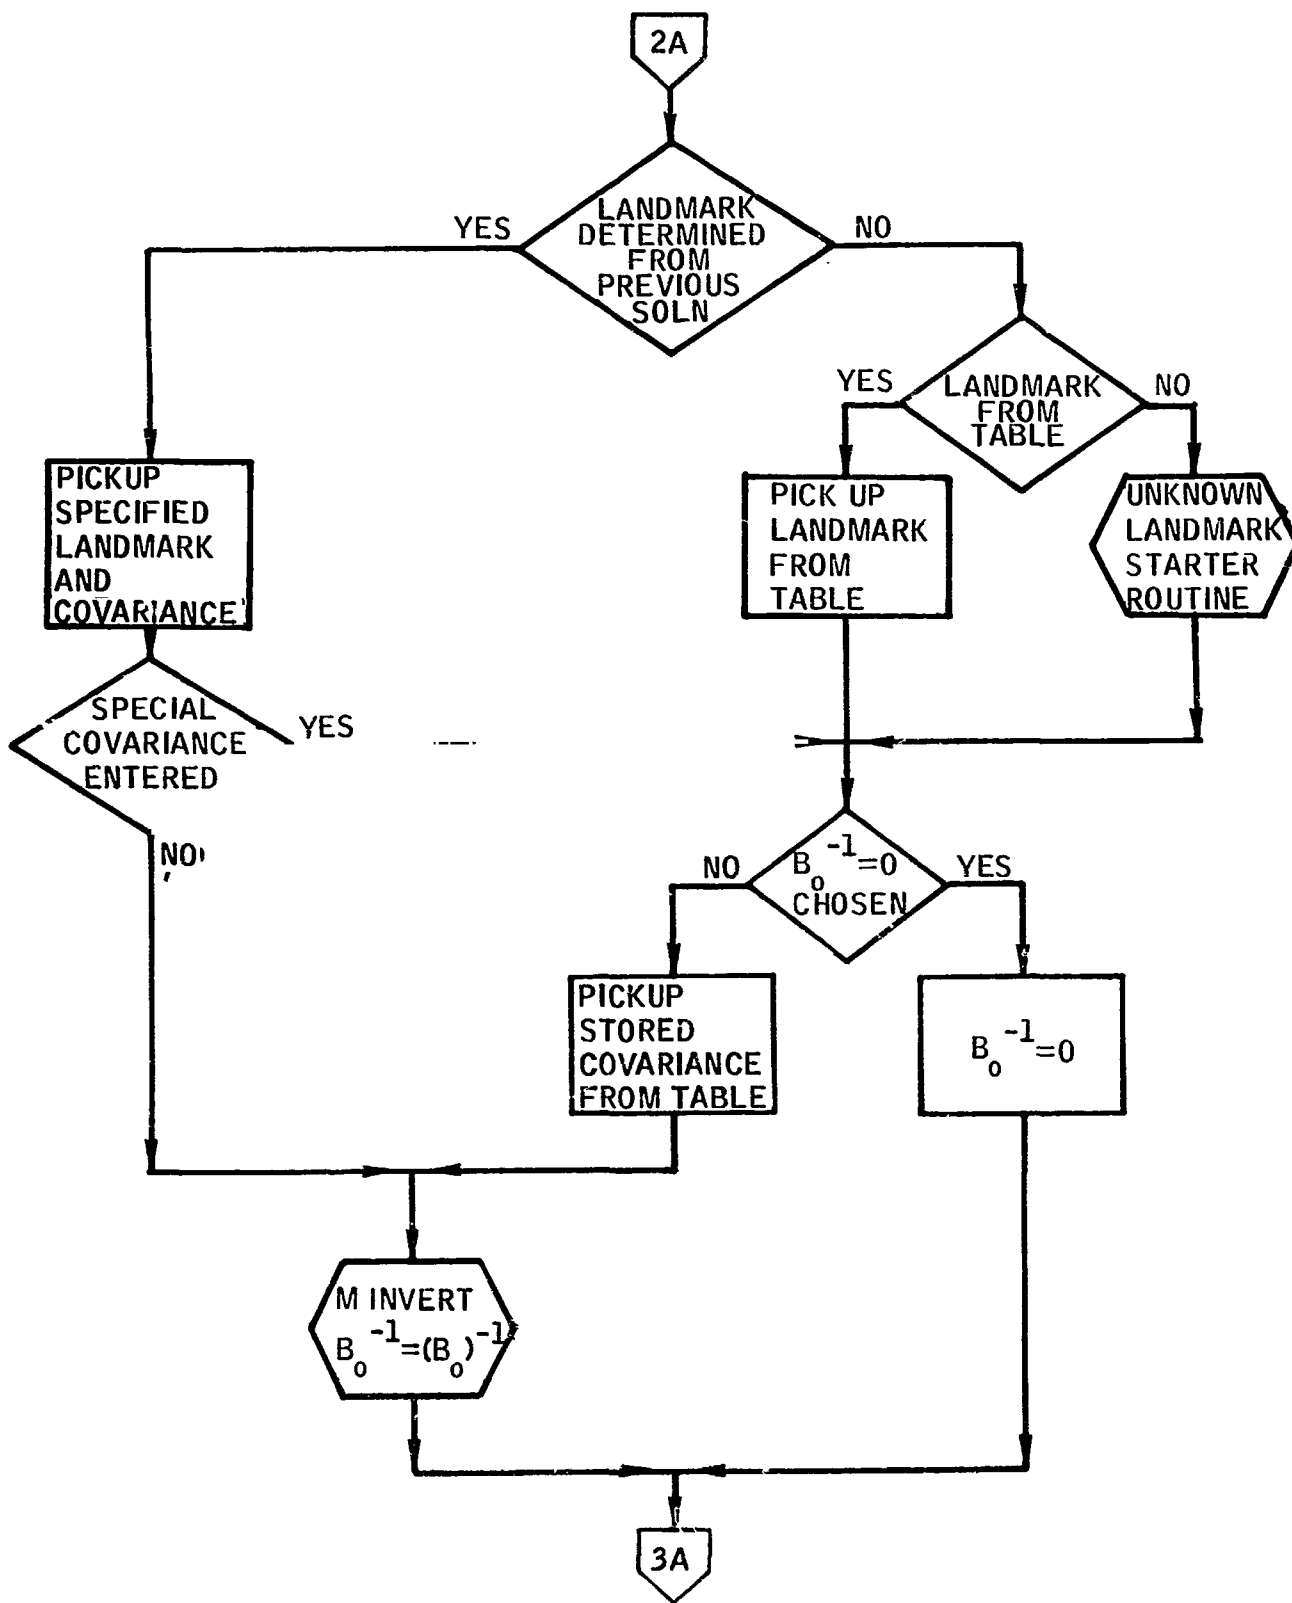 2A
LANDMARK
DETERMINED
FROM
PREVIOUS
SOLN
YES
NO
LANDMARK
FROM
TABLE
YES
NO
PICKUP
SPECIFIED
LANDMARK
AND
COVARIANCE
PICK UP
LANDMARK
FROM
TABLE
UNKNOWN
LANDMARK
STARTER
ROUTINE
SPECIAL
COVARIANCE
ENTERED
YES
NO
B₀⁻¹=0
CHOSEN
NO
YES
PICKUP
STORED
COVARIANCE
FROM TABLE
B₀⁻¹=0
M INVERT
B₀⁻¹=(B₀)⁻¹
3A